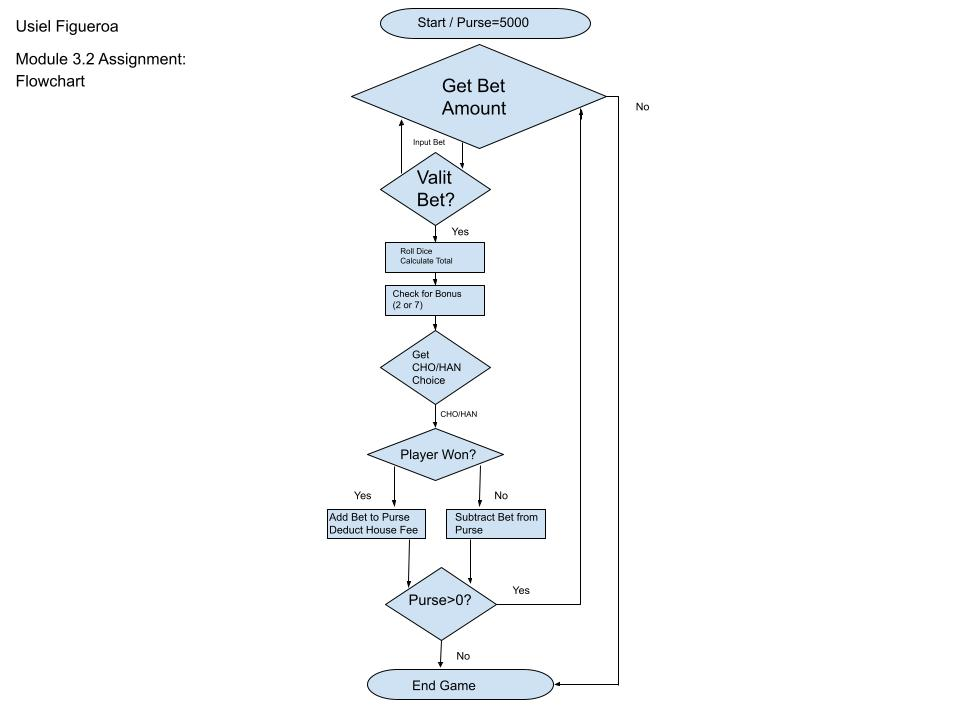 Usiel Figueroa
Module 3.2 Assignment:
Flowchart
Start / Purse=5000
Get Bet
Amount
No
Input Bet
Valit
Bet?
Yes
Roll Dice
Calculate Total
Check for Bonus
(2 or 7)
Get
CHO/HAN
Choice
CHO/HAN
Player Won?
Yes
No
Add Bet to Purse
Deduct House Fee
Subtract Bet from
Purse
Purse>0?
Yes
No
End Game